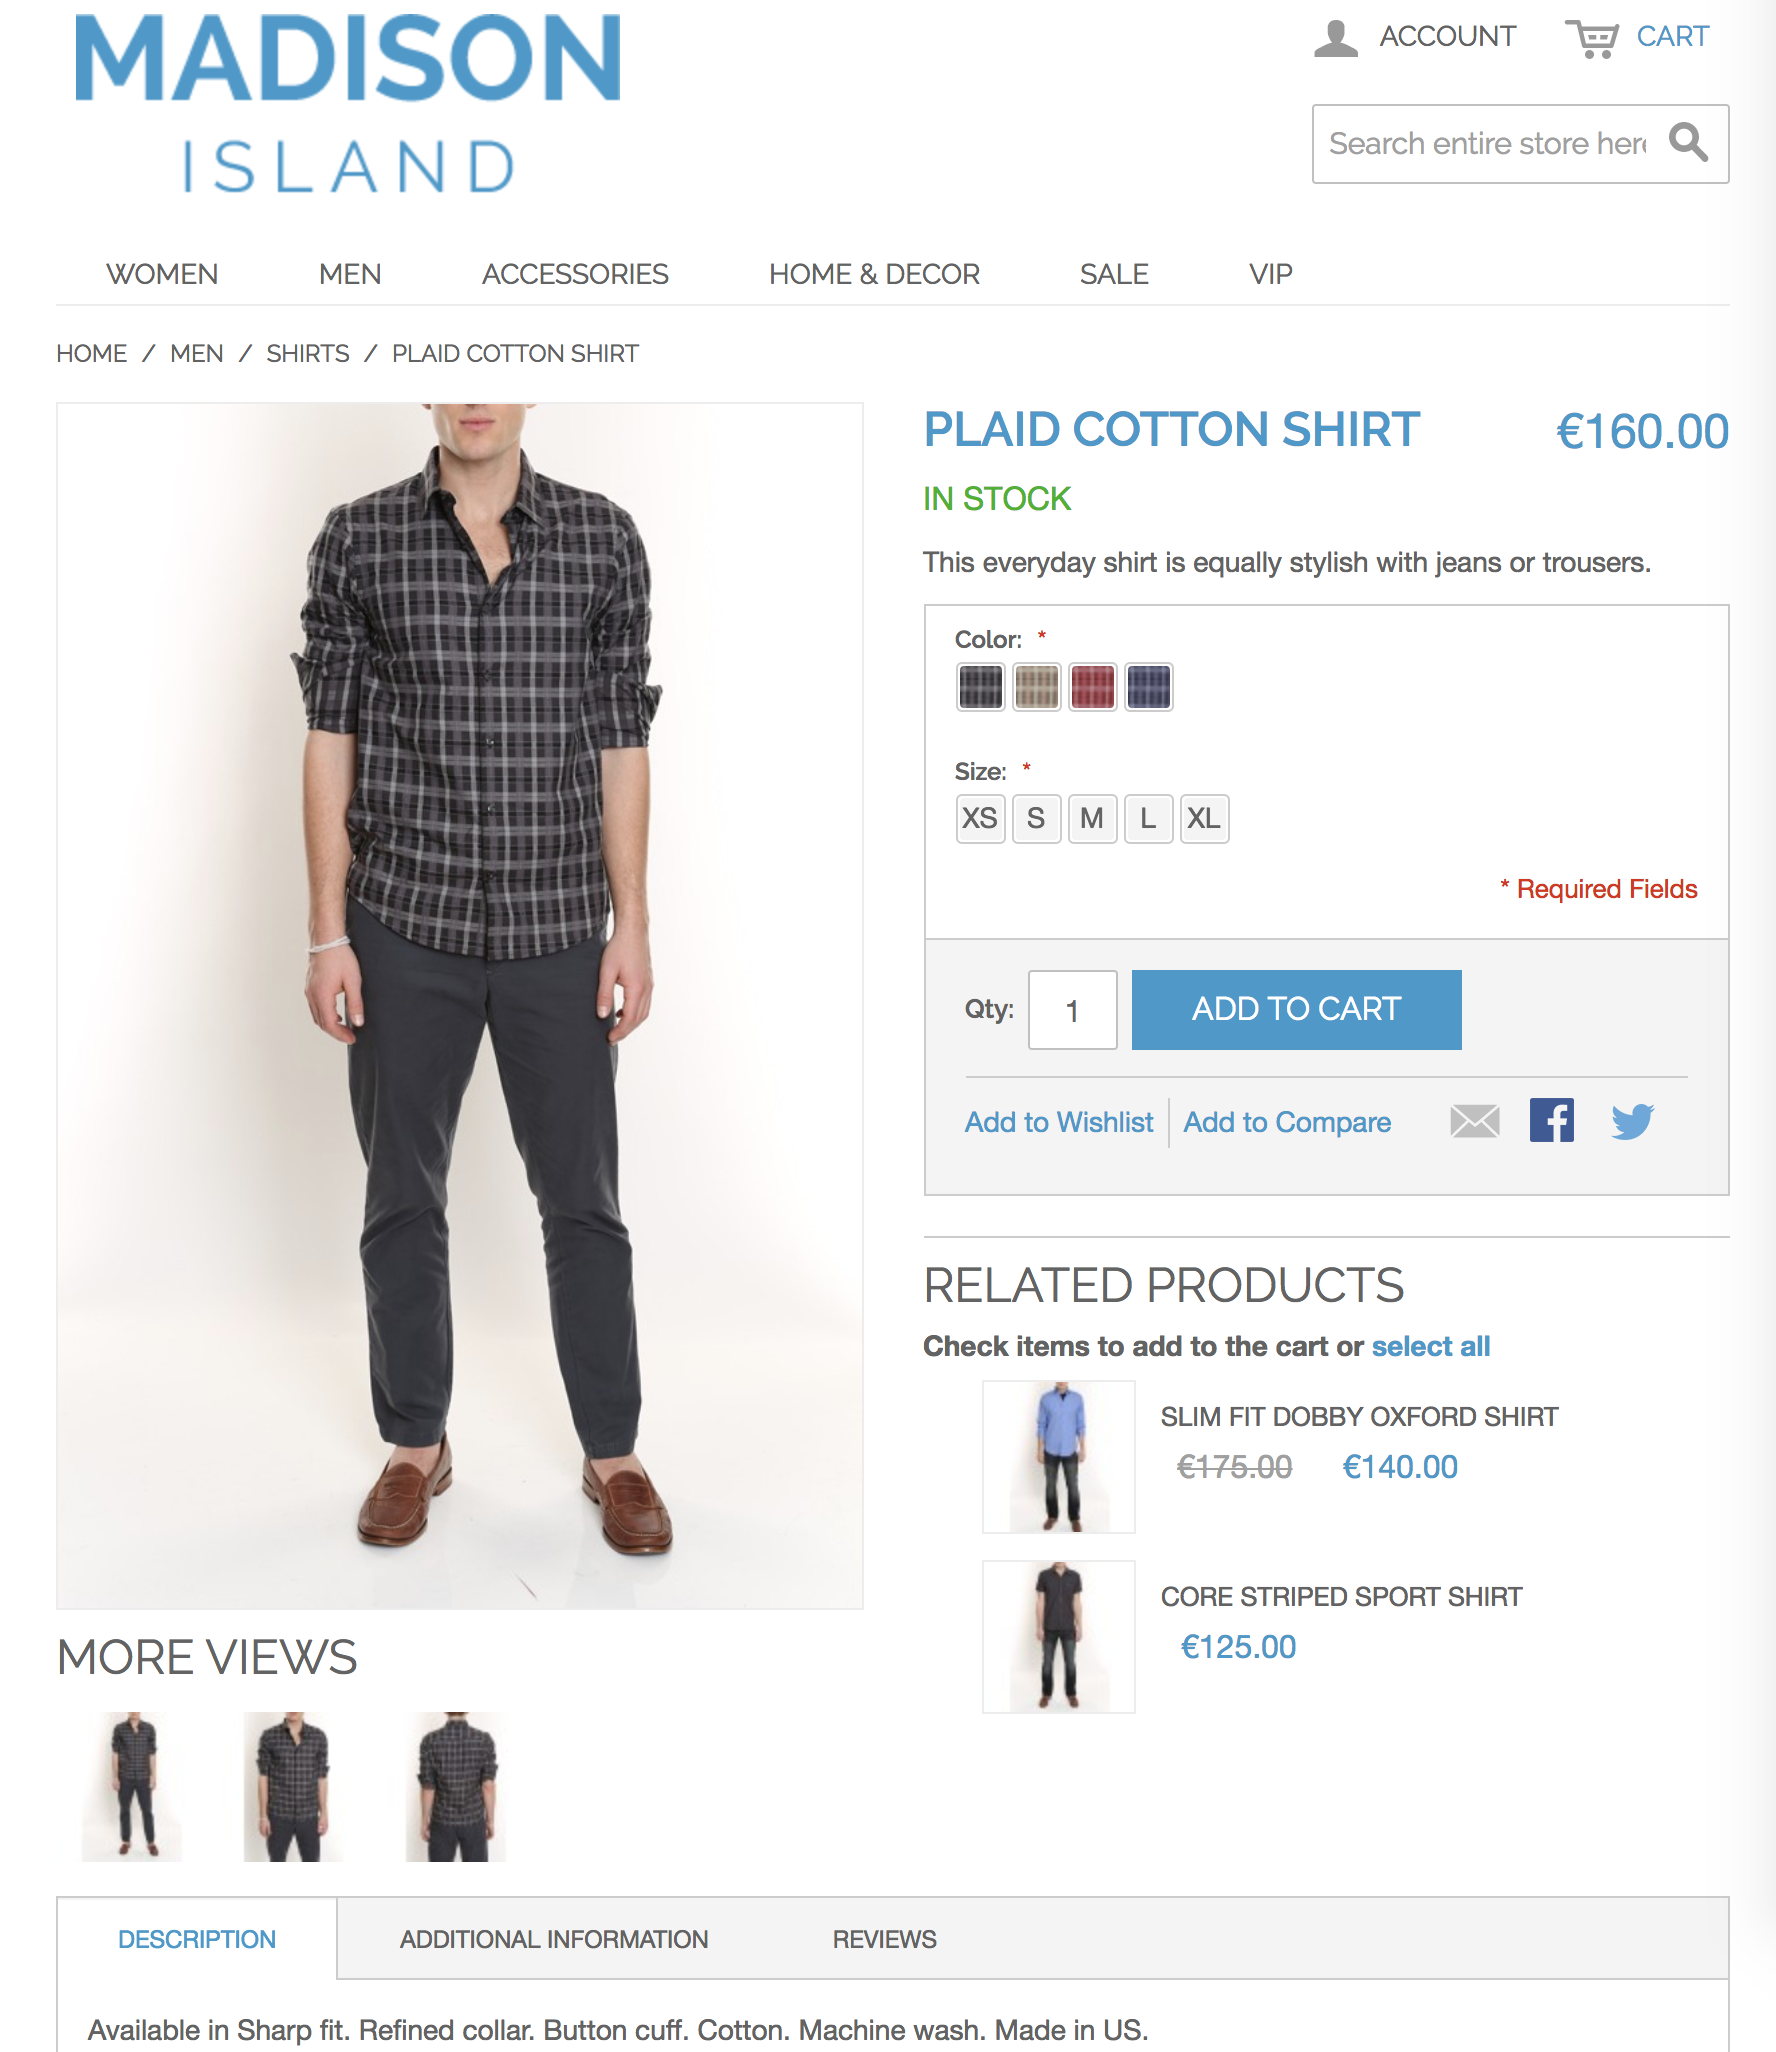 MADISON
ISLAND
ACCOUNT
CART
Search entire store here
WOMEN
MEN
ACCESSORIES
HOME & DECOR
SALE
VIP
HOME / MEN / SHIRTS / PLAID COTTON SHIRT
PLAID COTTON SHIRT
€160.00
IN STOCK
This everyday shirt is equally stylish with jeans or trousers.
Color: *
Size: *
XS S M L XL
* Required Fields
Qty: 1
ADD TO CART
Add to Wishlist
Add to Compare
RELATED PRODUCTS
Check items to add to the cart or select all
SLIM FIT DOBBY OXFORD SHIRT
€175.00 €140.00
CORE STRIPED SPORT SHIRT
€125.00
MORE VIEWS
DESCRIPTION
ADDITIONAL INFORMATION
REVIEWS
Available in Sharp fit. Refined collar. Button cuff. Cotton. Machine wash. Made in US.